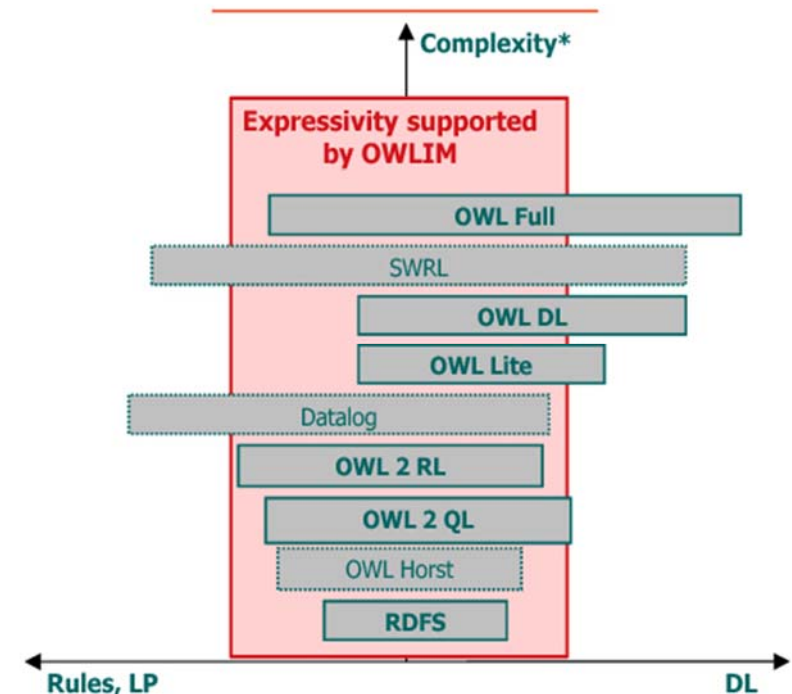 Complexity*
Expressivity supported
by OWLIM
OWL Full
SWRL
OWL DL
OWL Lite
Datalog
OWL 2 RL
OWL 2 QL
OWL Horst
RDFS
Rules, LP
DL